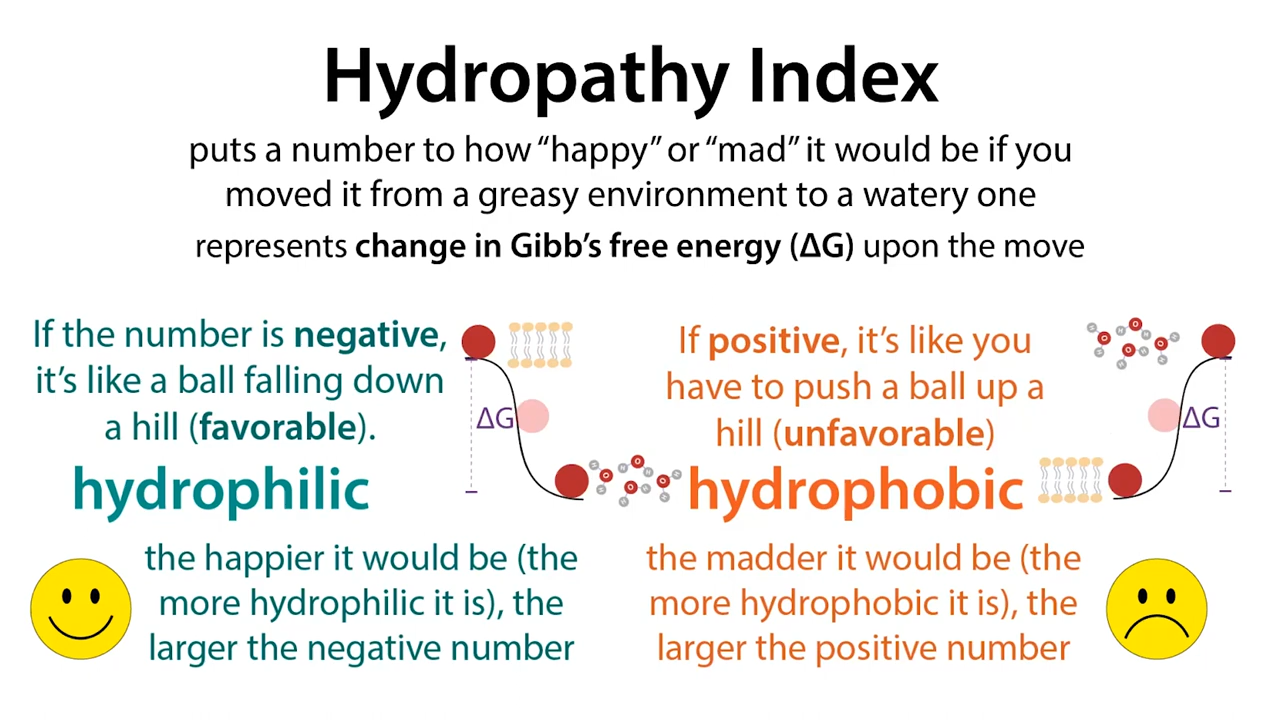 Hydropathy Index
puts a number to how “happy” or “mad” it would be if you
moved it from a greasy environment to a watery one
represents change in Gibb’s free energy (ΔG) upon the move
If the number is negative,
it’s like a ball falling down
a hill (favorable).
hydrophilic
ΔG
the happier it would be (the
more hydrophilic it is), the
larger the negative number
If positive, it’s like you
have to push a ball up a
hill (unfavorable)
hydrophobic
ΔG
the madder it would be (the
more hydrophobic it is), the
larger the positive number